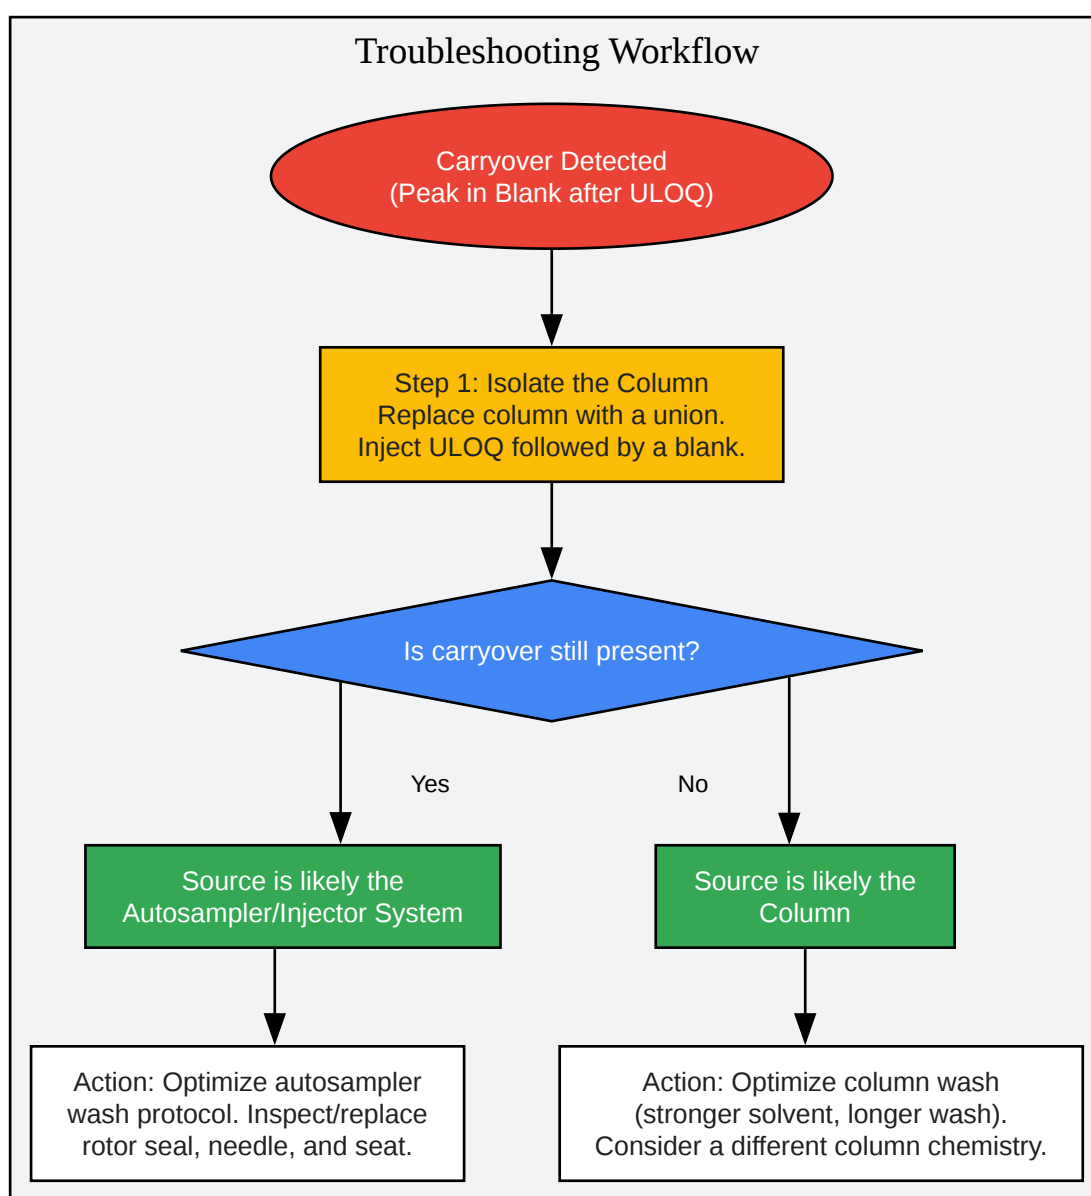 Troubleshooting Workflow
Carryover Detected
(Peak in Blank after ULOQ)
Step 1: Isolate the Column
Replace column with a union.
Inject ULOQ followed by a blank.
Is carryover still present?
Yes
No
Source is likely the
Autosampler/Injector System
Source is likely the
Column
Action: Optimize autosampler
wash protocol. Inspect/replace
rotor seal, needle, and seat.
Action: Optimize column wash
(stronger solvent, longer wash).
Consider a different column chemistry.